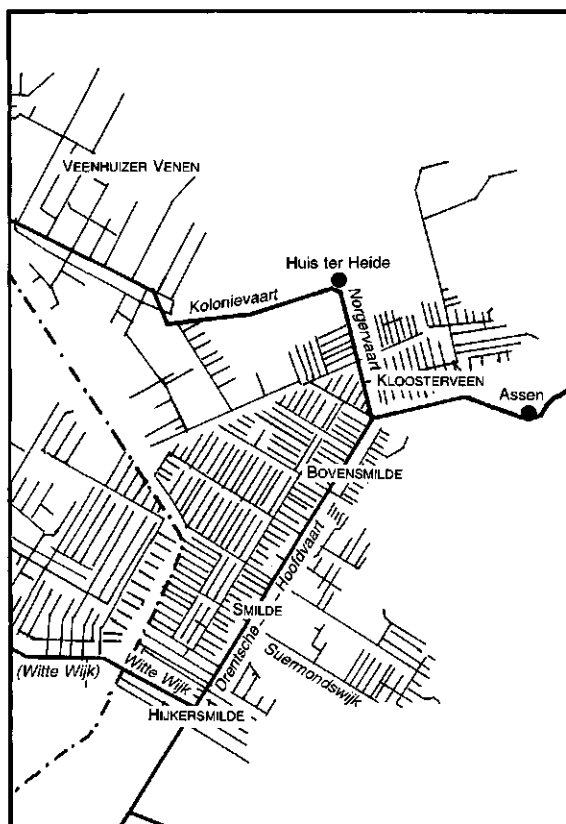 VEENHUIZER VENEN
Huis ter Heide
Kolonievaart
Norgervaart
KLOOSTERVEEN
Assen
BOVENSMILDE
Drentsche Hoofdvaart
SMILDE
Suermondswijk
(Witte Wijk)
Witte Wijk
HIJKERSMILDE